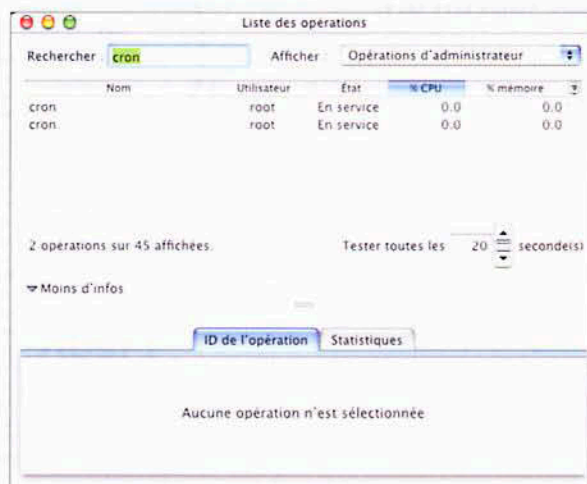 Liste des opérations
Rechercher : cron Afficher : Opérations d'administrateur
Nom Utilisateur État % CPU % mémoire
cron root En service 0.0 0.0
cron root En service 0.0 0.0
2 opérations sur 45 affichées. Tester toutes les 20 seconde(s)
Moins d'infos
ID de l'opération Statistiques
Aucune opération n'est sélectionnée